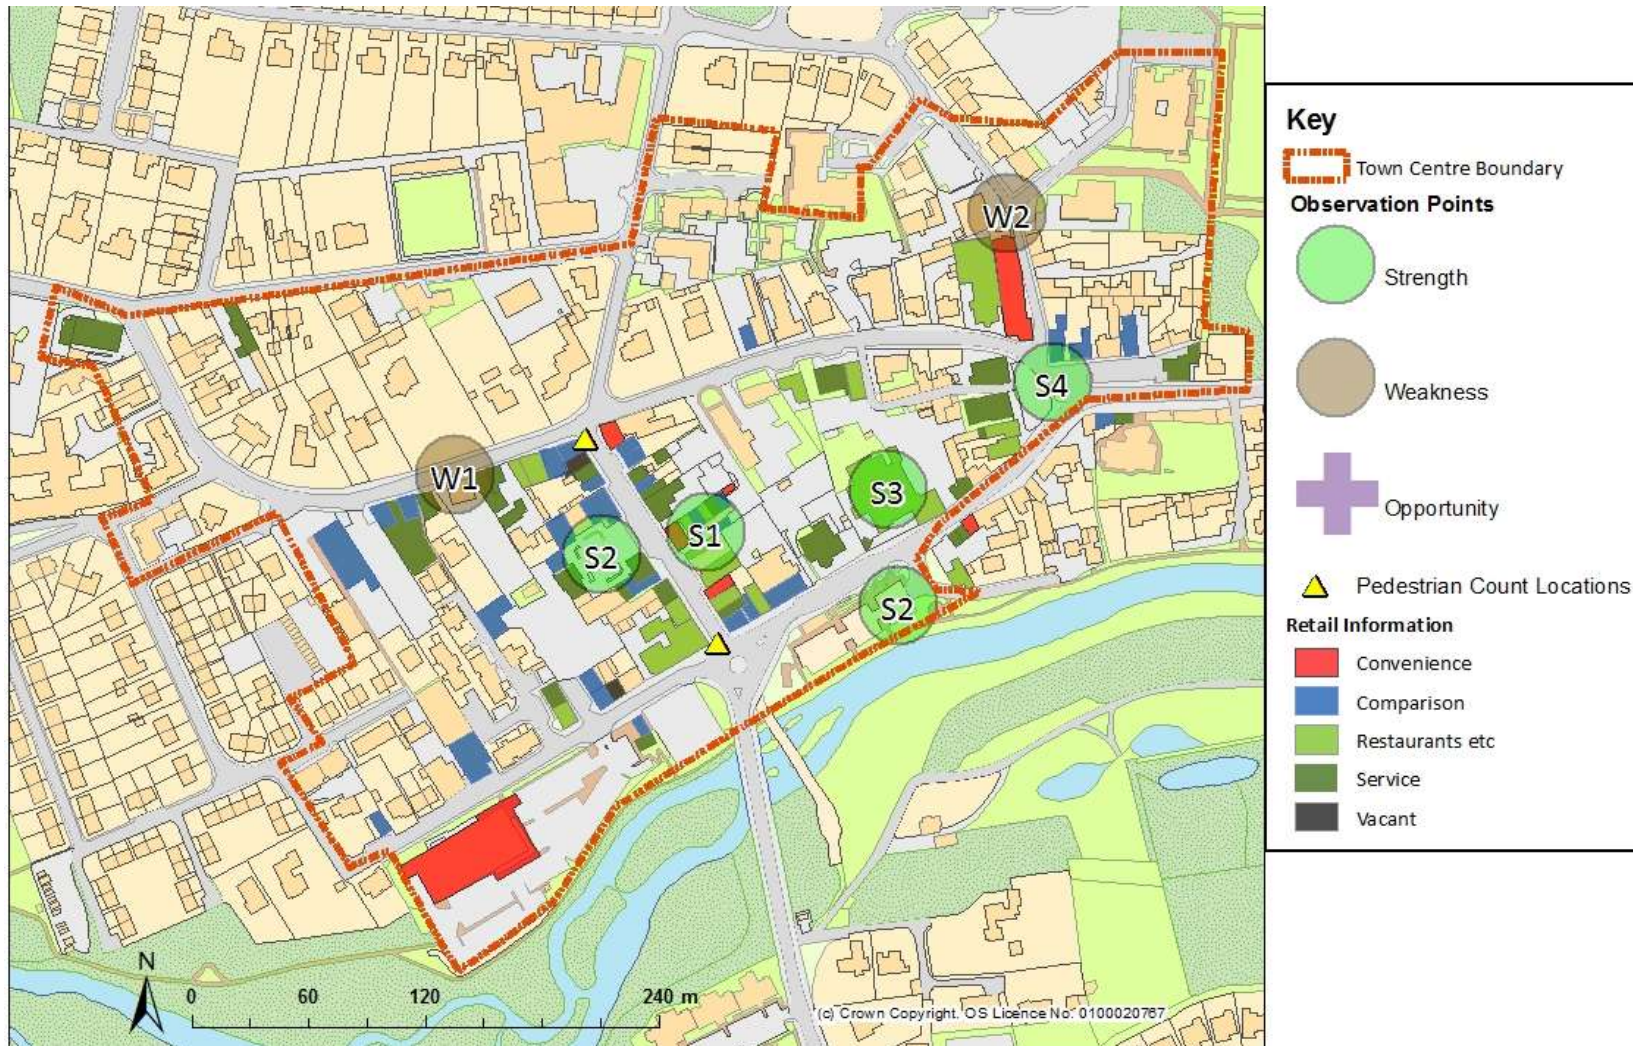 W2
S4
W1
S3
S1
S2
S2
N
0 60 120 240 m
(c) Crown Copyright. OS Licence No. 0100020767
Key
Town Centre Boundary
Observation Points
Strength
Weakness
Opportunity
Pedestrian Count Locations
Retail Information
Convenience
Comparison
Restaurants etc
Service
Vacant